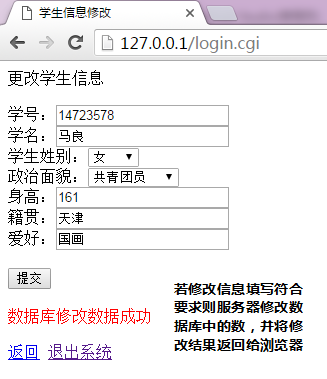 学生信息修改
127.0.0.1/login.cgi
更改学生信息
学号：14723578
学名：马良
学生姓别：女
政治面貌：共青团员
身高：161
籍贯：天津
爱好：国画
提交
数据库修改数据成功
返回 退出系统
若修改信息填写符合
要求则服务器修改数
据库中的数，并将修
改结果返回给浏览器